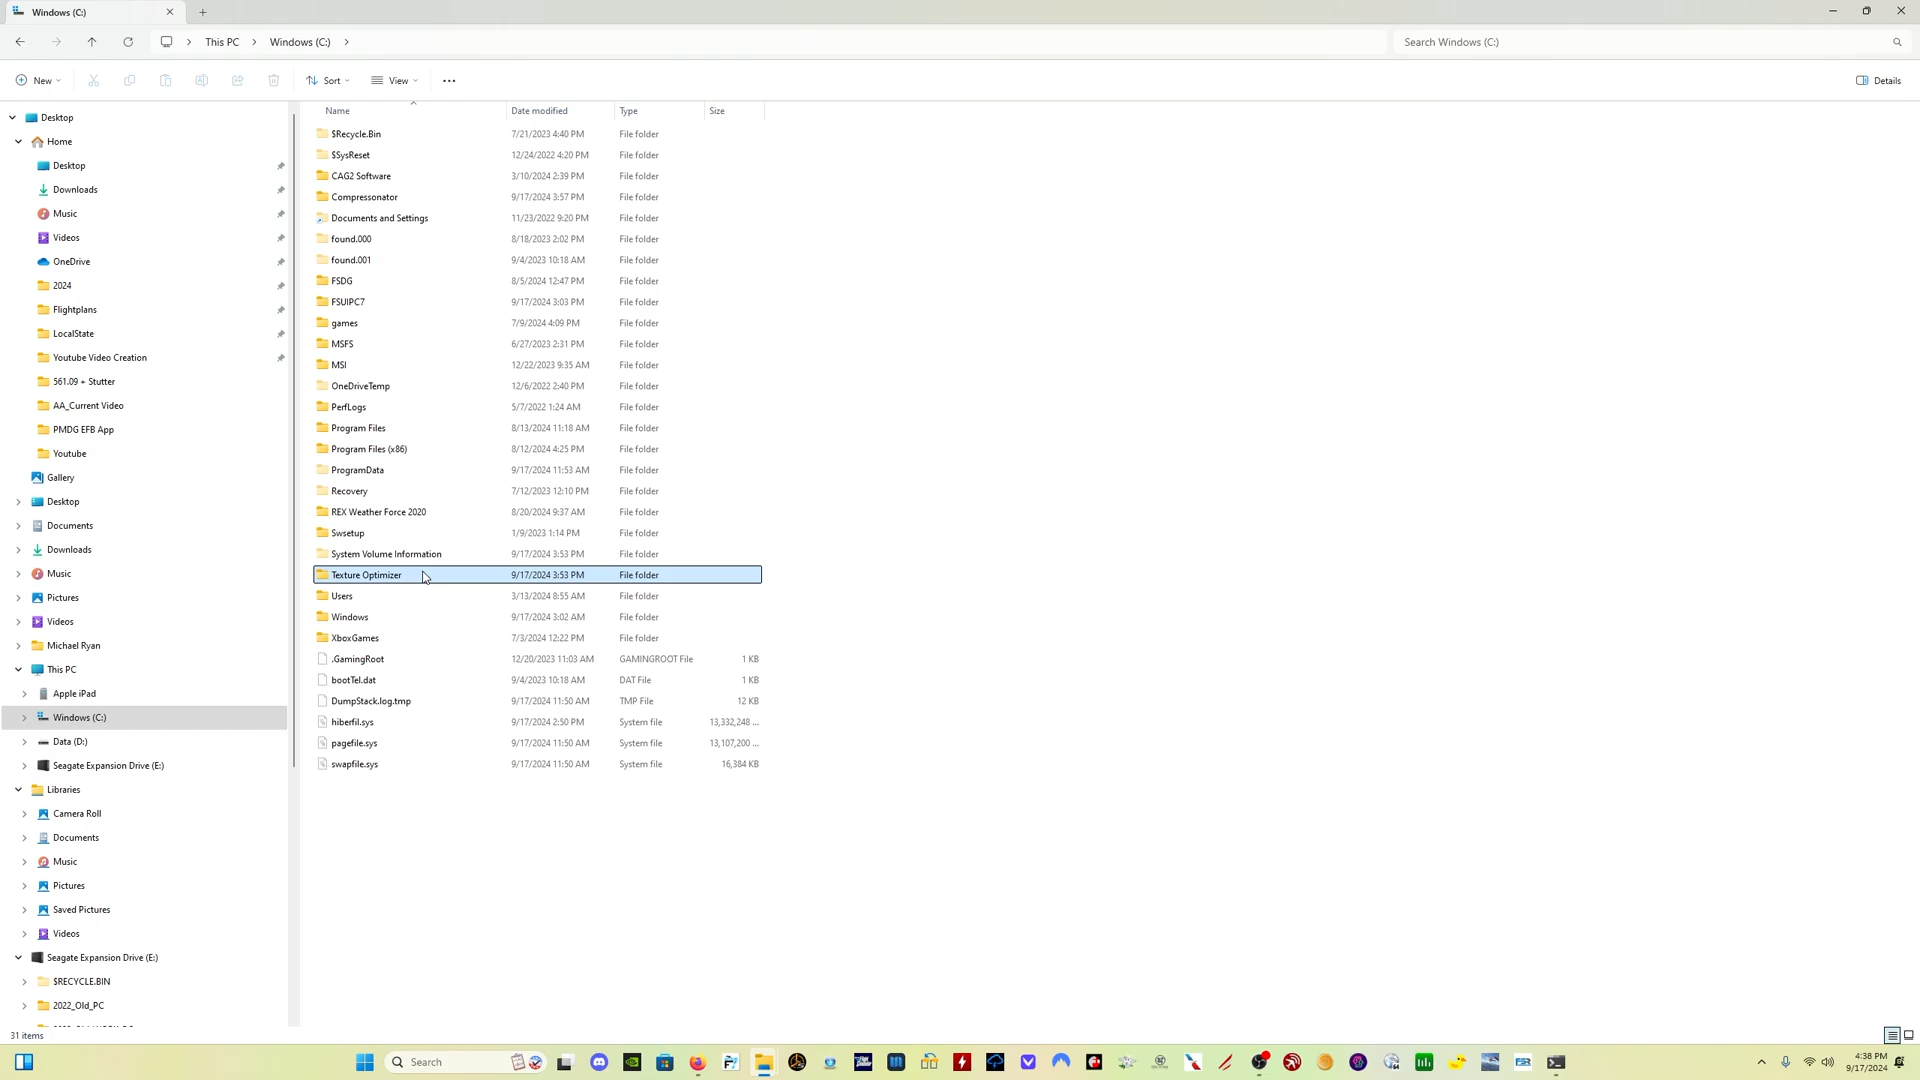 Windows (C:)
This PC
Windows (C:)
Search Windows (C:)
New
Sort
View
Details
Name
Date modified
Type
Size
Desktop
Home
Desktop
Downloads
Music
Videos
OneDrive
2024
Flightplans
LocalState
Youtube Video Creation
561.09 + Stutter
AA_Current Video
PMDG EFB App
Youtube
Gallery
Desktop
Documents
Downloads
Music
Pictures
Videos
Michael Ryan
This PC
Apple iPad
Windows (C:)
Data (D:)
Seagate Expansion Drive (E:)
Libraries
Camera Roll
Documents
Music
Pictures
Saved Pictures
Videos
Seagate Expansion Drive (E:)
$RECYCLE.BIN
2022_Old_PC
$Recycle.Bin 7/21/2023 4:40 PM File folder
$SysReset 12/24/2022 4:20 PM File folder
CAG2 Software 3/10/2024 2:39 PM File folder
Compressonator 9/17/2024 3:57 PM File folder
Documents and Settings 11/23/2022 9:20 PM File folder
found.000 8/18/2023 2:02 PM File folder
found.001 9/4/2023 10:18 AM File folder
FSDG 8/5/2024 12:47 PM File folder
FSUIPC7 9/17/2024 3:03 PM File folder
games 7/9/2024 4:09 PM File folder
MSFS 6/27/2023 2:31 PM File folder
MSI 12/22/2023 9:35 AM File folder
OneDriveTemp 12/6/2022 2:40 PM File folder
PerfLogs 5/7/2022 1:24 AM File folder
Program Files 8/13/2024 11:18 AM File folder
Program Files (x86) 8/12/2024 4:25 PM File folder
ProgramData 9/17/2024 11:53 AM File folder
Recovery 7/12/2023 12:10 PM File folder
REX Weather Force 2020 8/20/2024 9:37 AM File folder
Swsetup 1/9/2023 1:14 PM File folder
System Volume Information 9/17/2024 3:53 PM File folder
Texture Optimizer 9/17/2024 3:53 PM File folder
Users 3/13/2024 8:55 AM File folder
Windows 9/17/2024 3:02 AM File folder
XboxGames 7/3/2024 12:22 PM File folder
.GamingRoot 12/20/2023 11:03 AM GAMINGROOT File 1 KB
bootTel.dat 9/4/2023 10:18 AM DAT File 1 KB
DumpStack.log.tmp 9/17/2024 11:50 AM TMP File 12 KB
hiberfil.sys 9/17/2024 2:50 PM System file 13,332,248 ...
pagefile.sys 9/17/2024 11:50 AM System file 13,107,200 ...
swapfile.sys 9/17/2024 11:50 AM System file 16,384 KB
31 items
Search
4:38 PM
9/17/2024